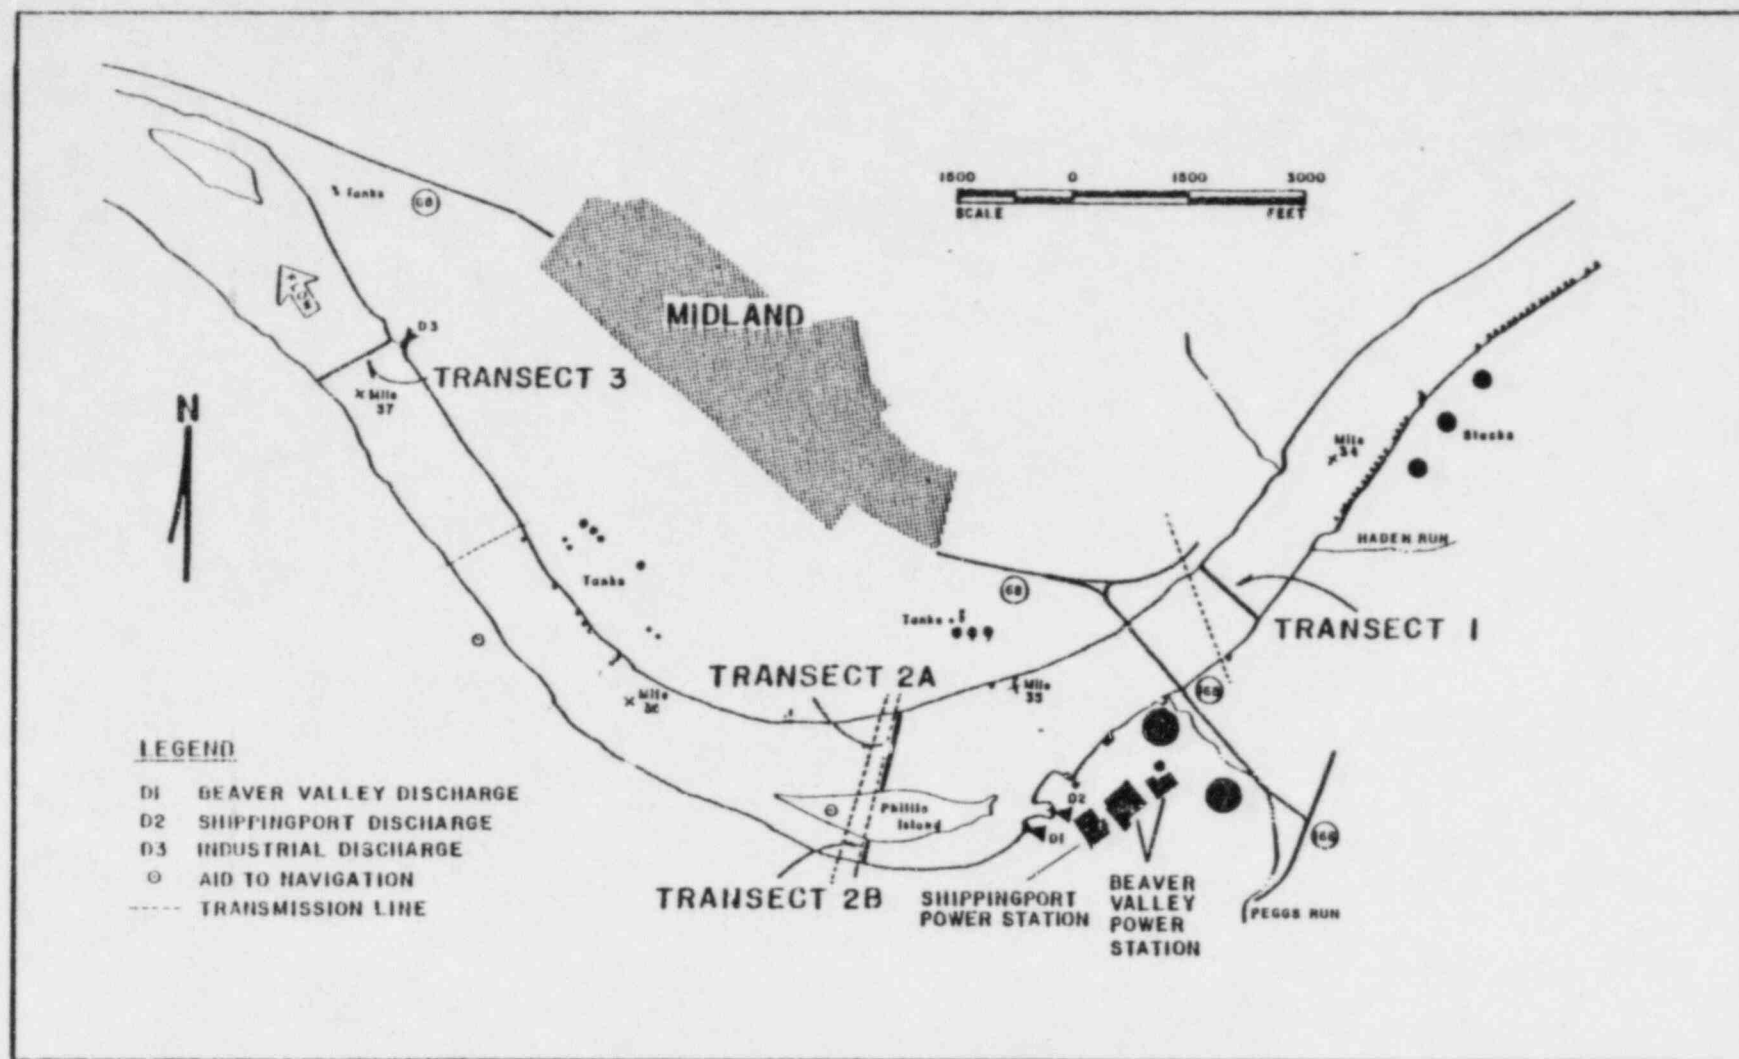 1500 0 1500 3000
SCALE FEET
Tanks
68
MIDLAND
D3
TRANSECT 3
Mile
37
N
Mile
34
Stacks
HADEN RUN
Tanks
68
Tanks
TRANSECT 1
TRANSECT 2A
168
Mile
Mile
35
LEGEND
D1 BEAVER VALLEY DISCHARGE
D2 SHIPPINGPORT DISCHARGE
D3 INDUSTRIAL DISCHARGE
AID TO NAVIGATION
TRANSMISSION LINE
Phillis
Island
D2
D1
TRANSECT 2B
SHIPPINGPORT
POWER STATION
BEAVER
VALLEY
POWER
STATION
PEGGS RUN